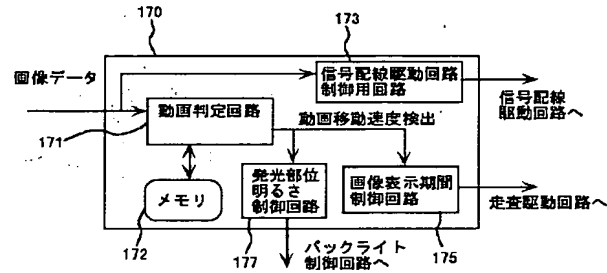 170
173
画像データ
信号配線駆動回路
制御用回路
信号配線
駆動回路へ
動画判定回路
171
動画移動速度検出
メモリ
172
発光部位
明るさ
制御回路
177
画像表示期間
制御回路
175
走査駆動回路へ
バックライト
制御回路へ